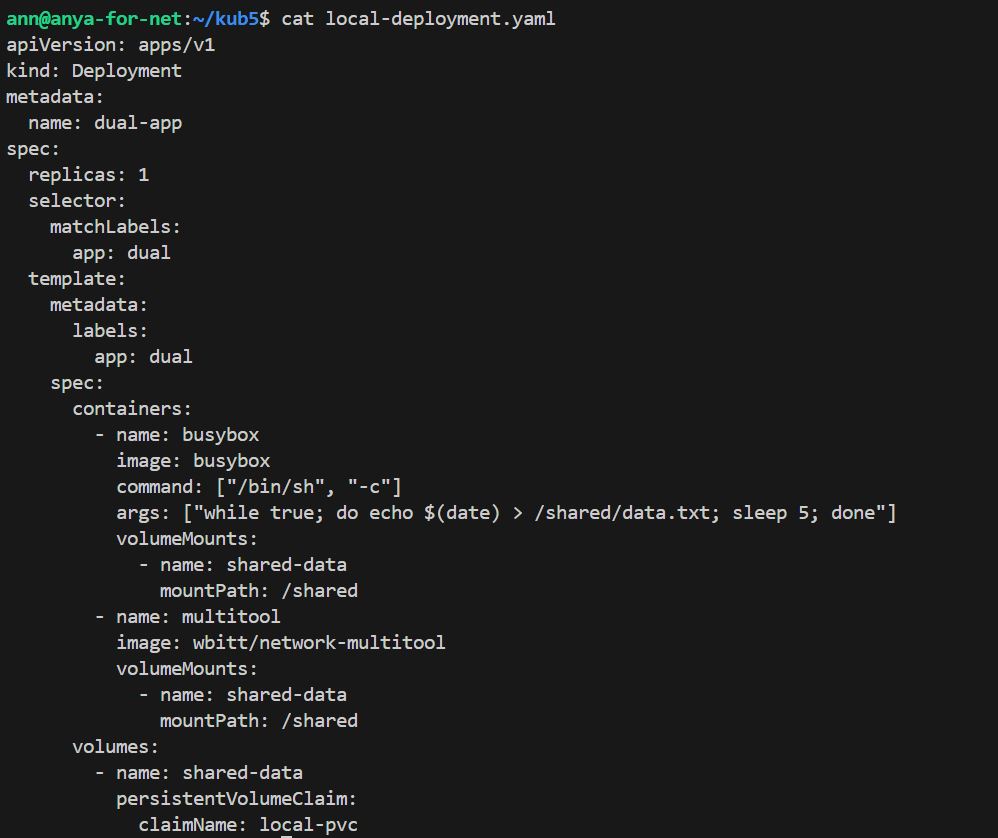 ann@anya-for-net:~/kub5$ cat local-deployment.yaml
apiVersion: apps/v1
kind: Deployment
metadata:
  name: dual-app
spec:
  replicas: 1
  selector:
    matchLabels:
      app: dual
  template:
    metadata:
      labels:
        app: dual
    spec:
      containers:
        - name: busybox
          image: busybox
          command: ["/bin/sh", "-c"]
          args: ["while true; do echo $(date) > /shared/data.txt; sleep 5; done"]
          volumeMounts:
            - name: shared-data
              mountPath: /shared
        - name: multitool
          image: wbitt/network-multitool
          volumeMounts:
            - name: shared-data
              mountPath: /shared
      volumes:
        - name: shared-data
          persistentVolumeClaim:
            claimName: local-pvc